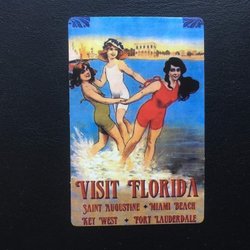 VISIT FLORIDA
SAINT AUGUSTINE • MIAMI BEACH
KEY WEST • FORT LAUDERDALE